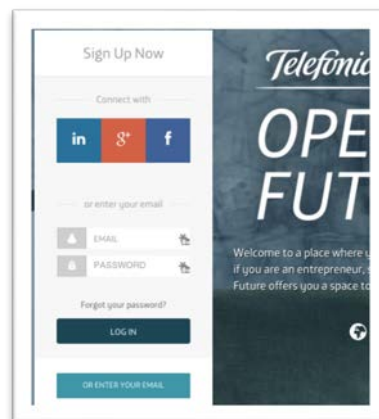 Sign Up Now
Connect with
in g+ f
or enter your email
EMAIL
PASSWORD
Forgot your password?
LOG IN
OR ENTER YOUR EMAIL
Telefónic
OPE
FUT
Welcome to a place where y
if you are an entrepreneur, s
Future offers you a space to